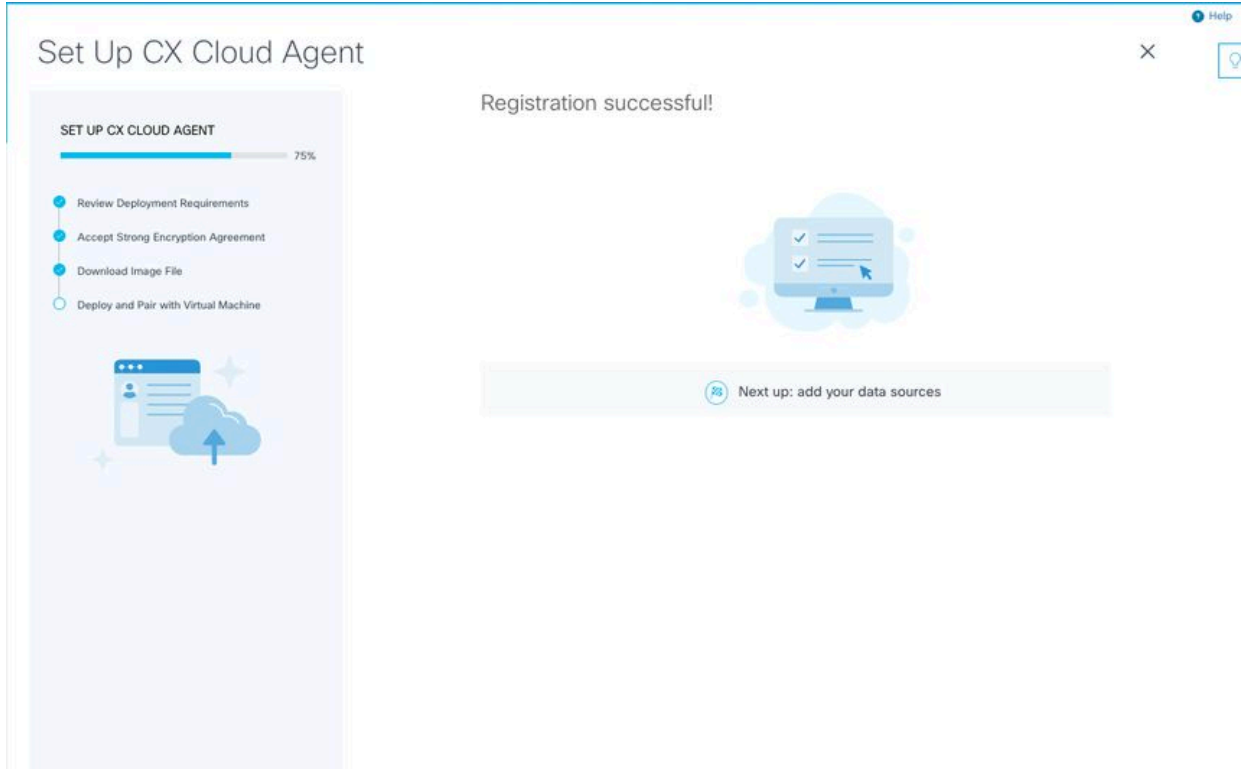 Help
Set Up CX Cloud Agent
Registration successful!
SET UP CX CLOUD AGENT
75%
Review Deployment Requirements
Accept Strong Encryption Agreement
Download Image File
Deploy and Pair with Virtual Machine
Next up: add your data sources